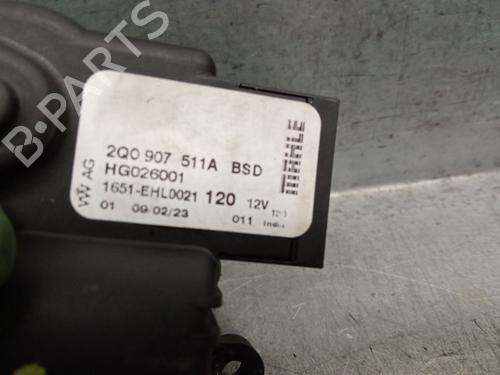 B-PARTS
MAHLE
2Q0 907 511A BSD
HG026001
VW AG
1651-EHL0021 120 12V
01 09/02/23 011 India